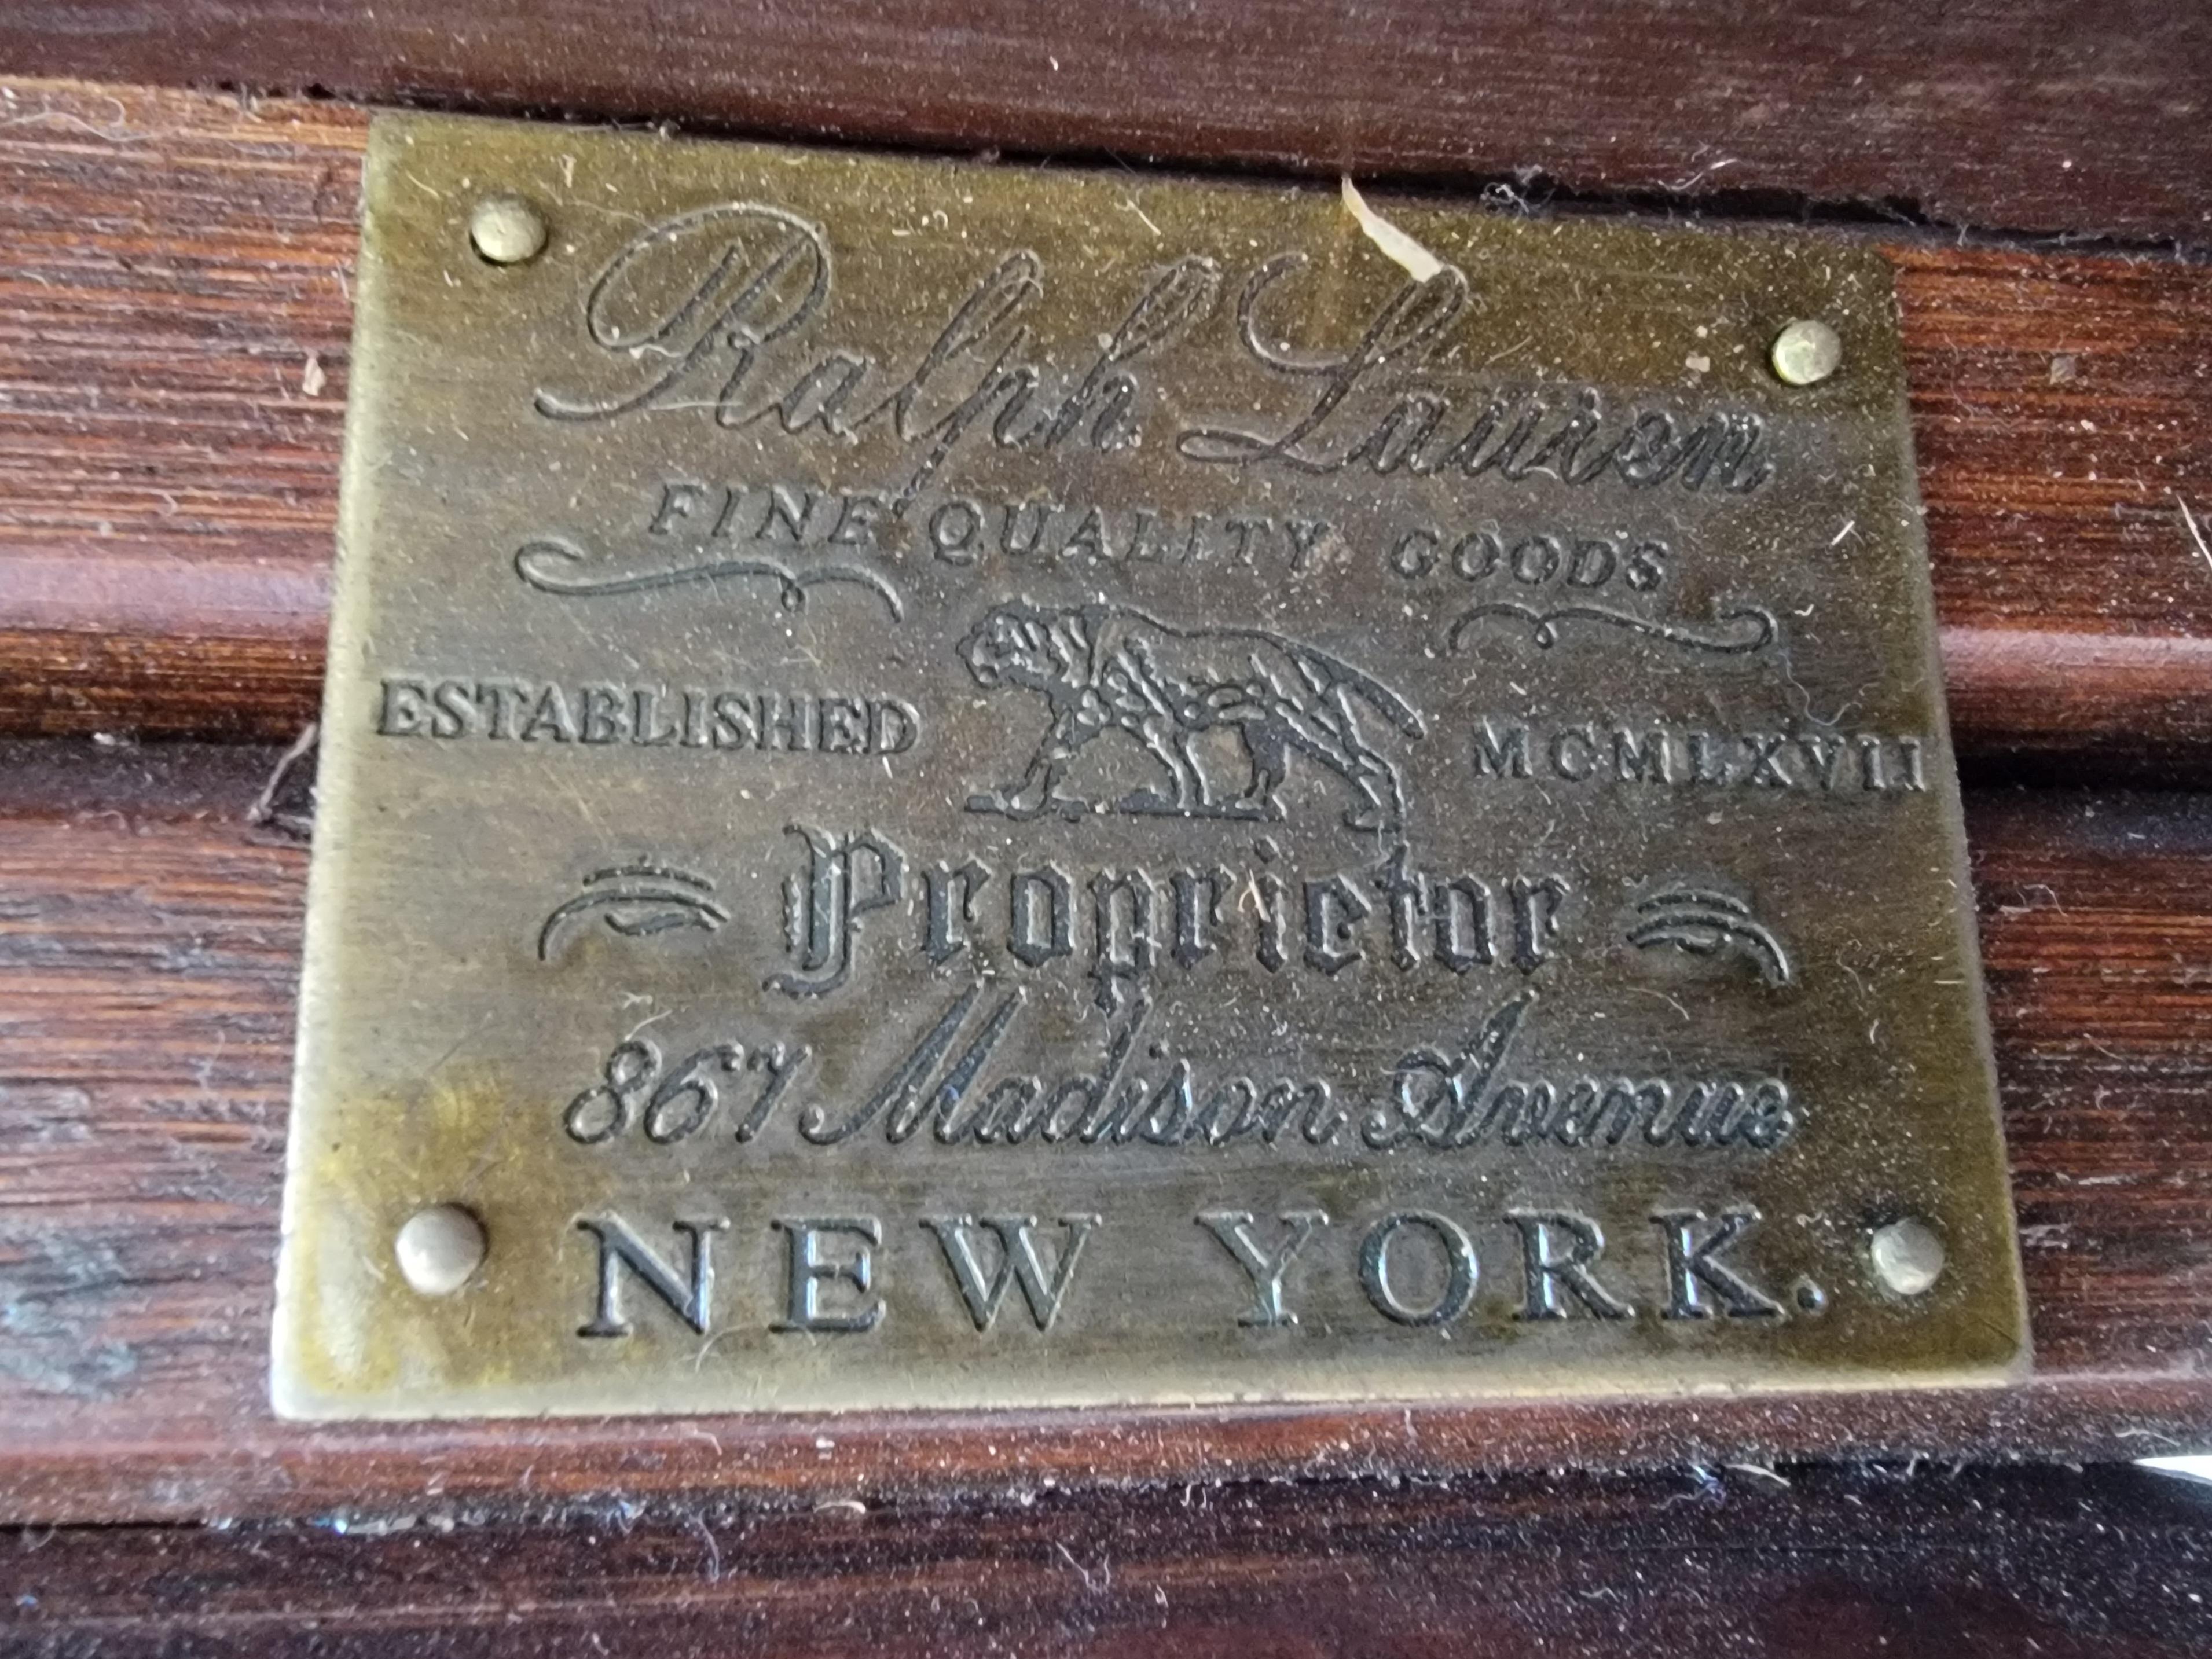 Ralph Lauren
FINE QUALITY GOODS
ESTABLISHED MCMLXVII
Proprietor
867 Madison Avenue
NEW YORK.